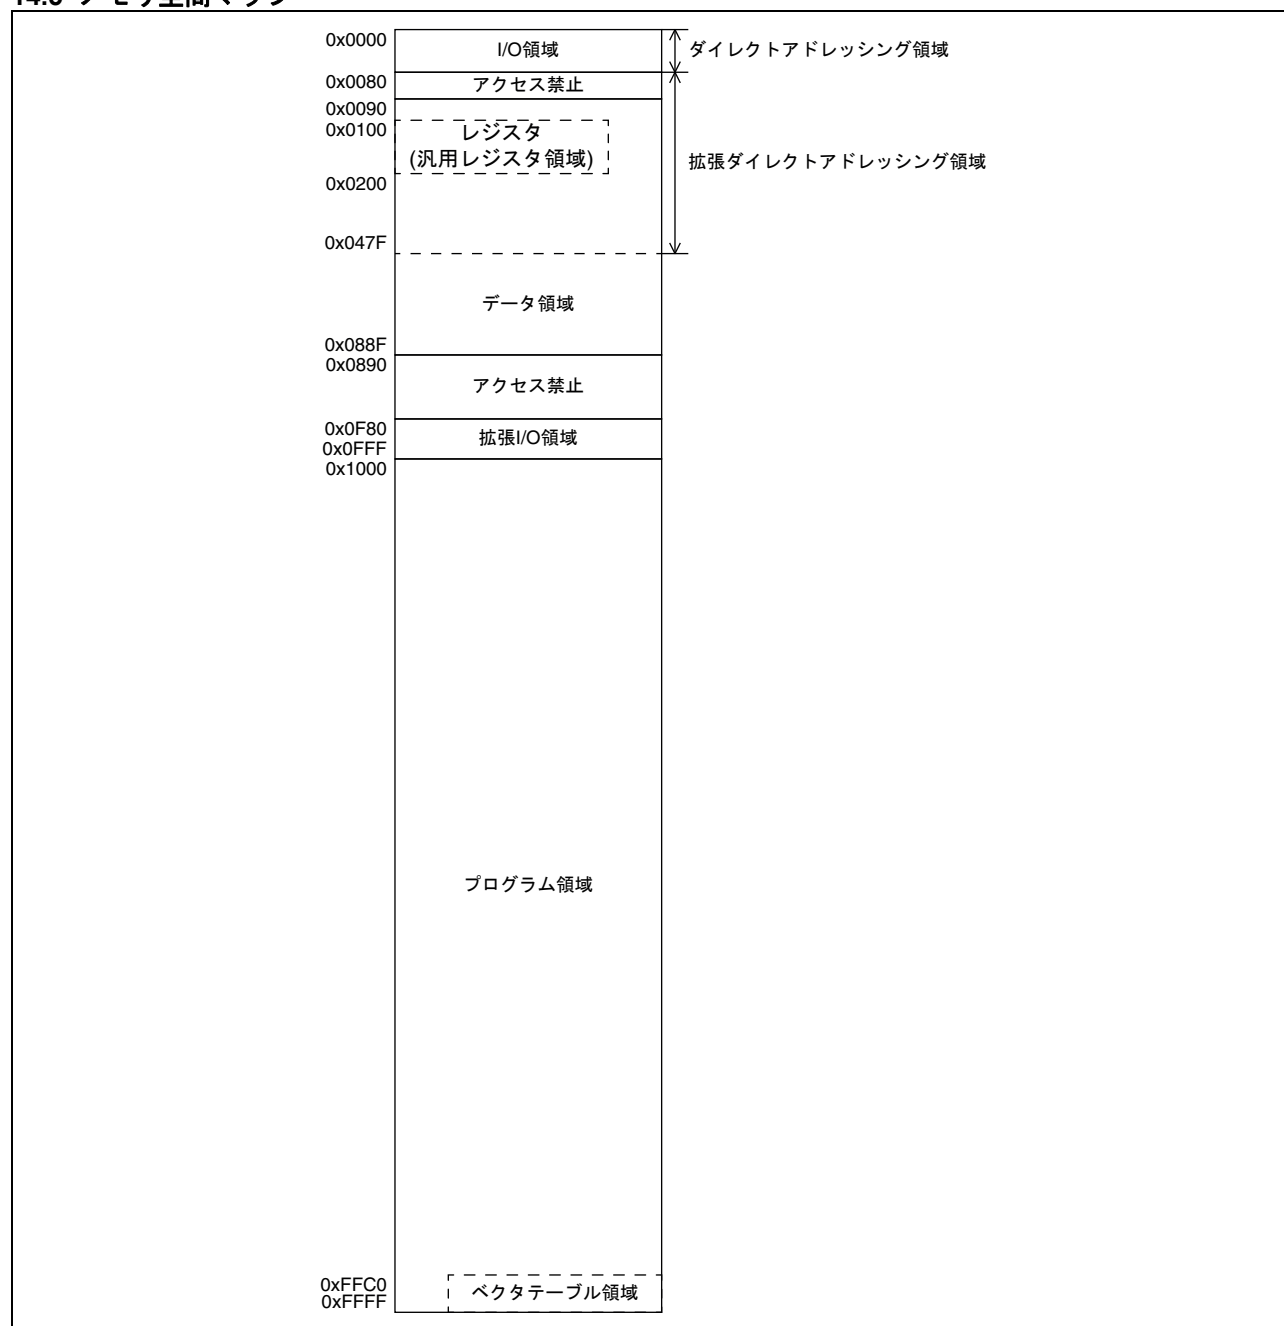 0x0000
I/O領域
ダイレクトアドレッシング領域
0x0080
アクセス禁止
0x0090
0x0100
レジスタ
(汎用レジスタ領域)
拡張ダイレクトアドレッシング領域
0x0200
0x047F
データ領域
0x088F
0x0890
アクセス禁止
0x0F80
拡張I/O領域
0x0FFF
0x1000
プログラム領域
0xFFC0
ベクタテーブル領域
0xFFFF